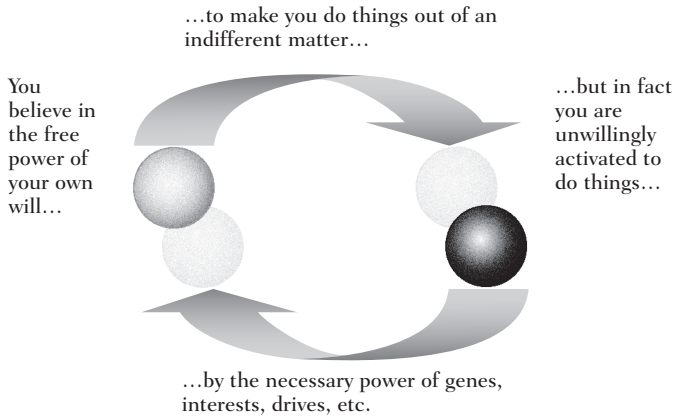 …to make you do things out of an
indifferent matter…
You
believe in
the free
power of
your own
will…
…but in fact
you are
unwillingly
activated to
do things…
…by the necessary power of genes,
interests, drives, etc.